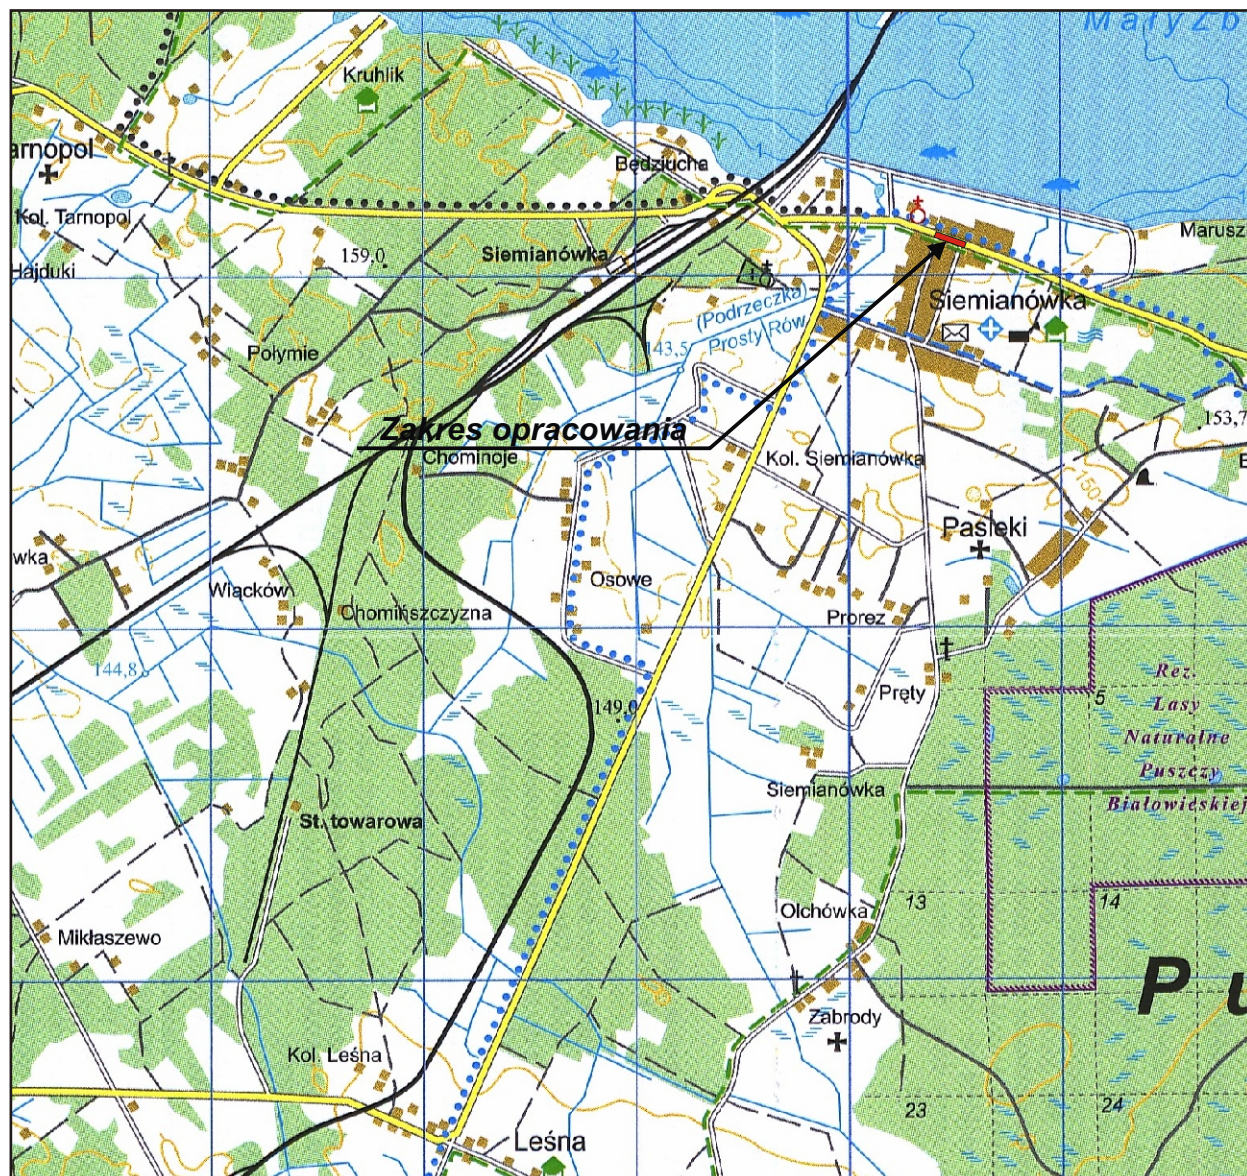 Mały Zb
Kruhlik
arnopol
Będziucha
1
Kol. Tarnopol
Marusz
159.0
Siemianówka
Hajduki
Siemianówka
(Podrzeczka)
Prosty Rów
143,5
Połymie
153,7
Zakres opracowania
Chominoje
Kol. Siemianówka
150
Pasieki
wka
Osowe
Wiącków
Chomińszczyzna
Prorez
144,8
Rez.
Lasy
Naturalne
Puszczy
Białowieskiej
5
Pręty
149.0
Siemianówka
St. towarowa
13
14
Olchówka
Mikłaszewo
P u
Zabrody
Kol. Leśna
23
24
Leśna